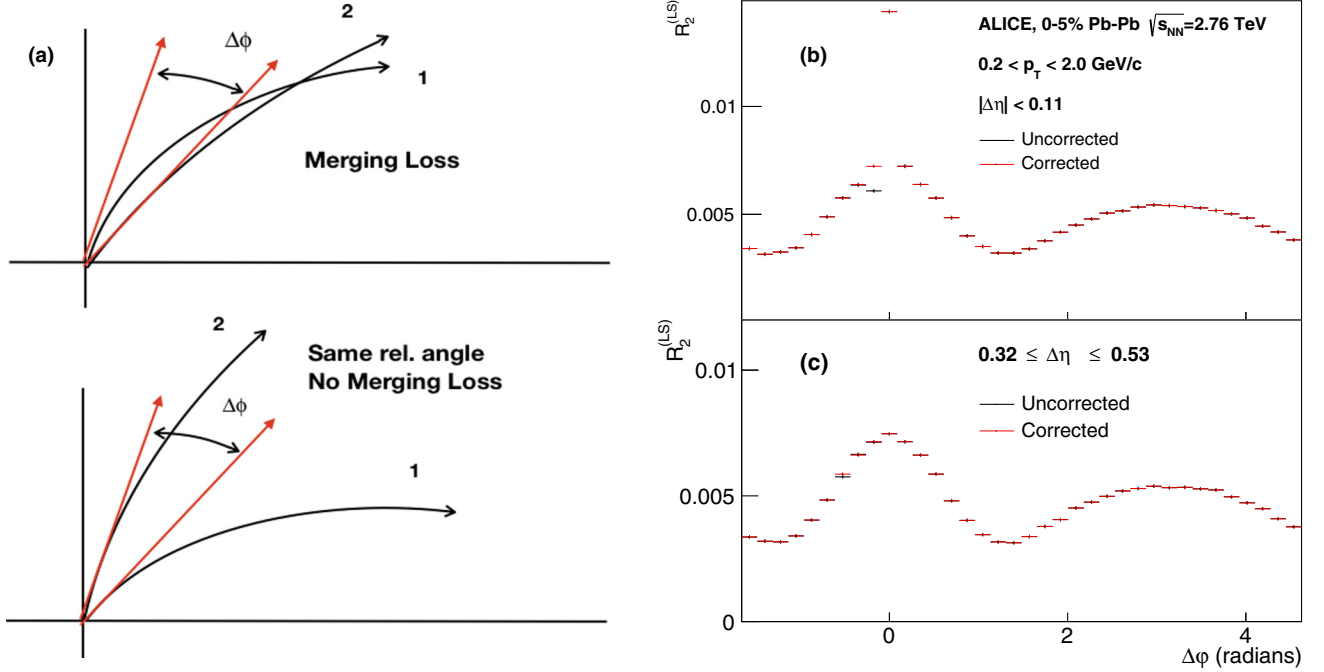 (a)
2
Δϕ
1
Merging Loss
2
Same rel. angle
No Merging Loss
Δϕ
1
R₂^(LS)
(b)
ALICE, 0-5% Pb-Pb √s_NN=2.76 TeV
0.2 < p_T < 2.0 GeV/c
|Δη| < 0.11
Uncorrected
Corrected
0.01
0.005
R₂^(LS)
(c)
0.32 ≤ Δη ≤ 0.53
Uncorrected
Corrected
0.01
0.005
0
0 2 4
Δφ (radians)